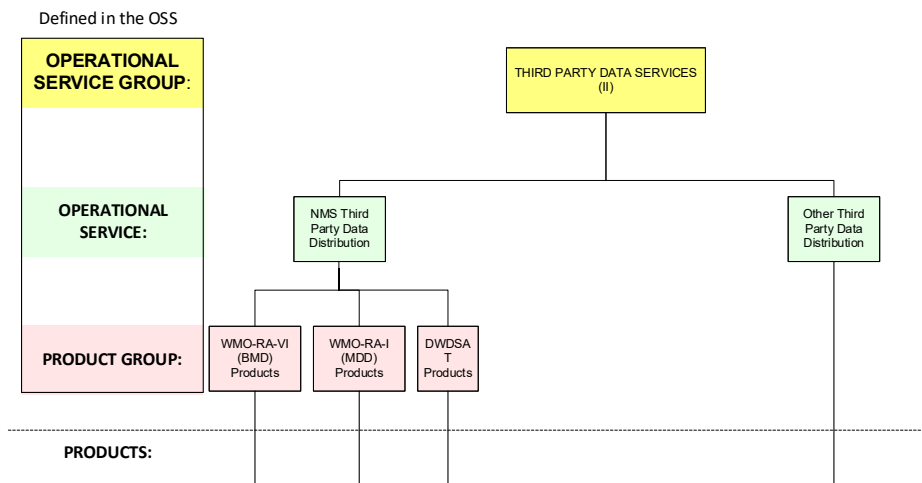 Defined in the OSS
OPERATIONAL
SERVICE GROUP:
THIRD PARTY DATA SERVICES
(II)
OPERATIONAL
SERVICE:
NMS Third
Party Data
Distribution
Other Third
Party Data
Distribution
PRODUCT GROUP:
WMO-RA-VI
(BMD)
Products
WMO-RA-I
(MDD)
Products
DWDSA
T
Products
PRODUCTS: